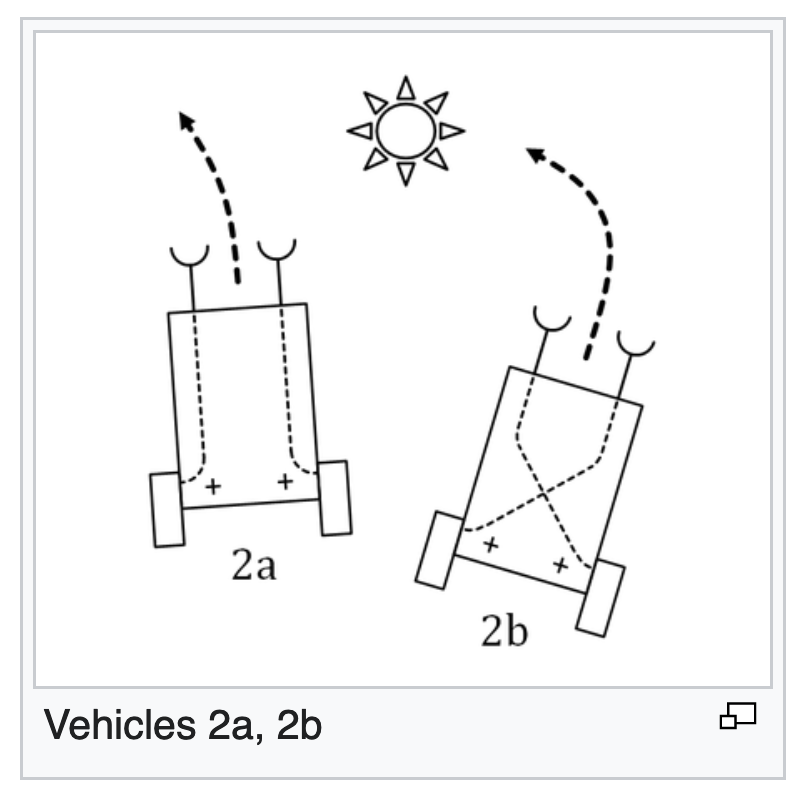 + +
2a
+ +
2b
Vehicles 2a, 2b